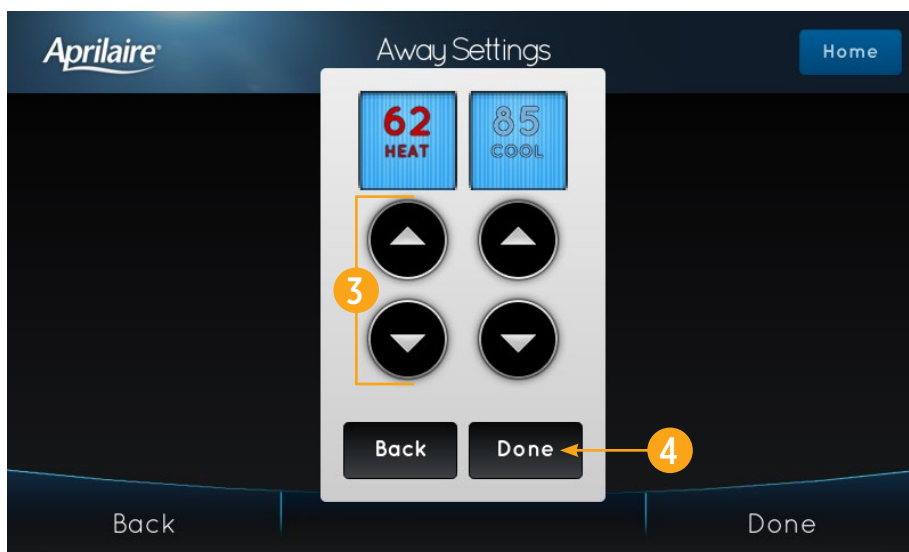 Aprilaire®
Away Settings
Home
62
HEAT
85
COOL
3
Back
Done
4
Back
Done